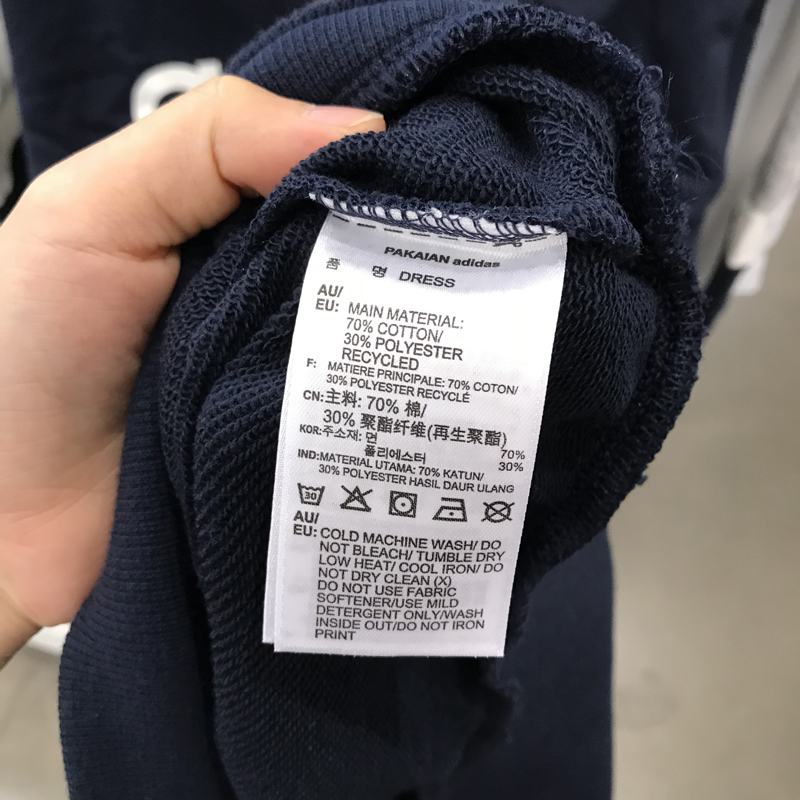 PAKAIAN adidas
품 명 DRESS
AU/
EU: MAIN MATERIAL:
70% COTTON/
30% POLYESTER
RECYCLED
F: MATIERE PRINCIPALE: 70% COTON/
30% POLYESTER RECYCLÉ
CN: 主料: 70% 棉/
30% 聚酯纤维(再生聚酯)
KOR: 주소재: 면 70%
폴리에스터 30%
IND: MATERIAL UTAMA: 70% KATUN/
30% POLYESTER HASIL DAUR ULANG
30
AU/
EU: COLD MACHINE WASH/ DO
NOT BLEACH/ TUMBLE DRY
LOW HEAT/ COOL IRON/ DO
NOT DRY CLEAN (X)
DO NOT USE FABRIC
SOFTENER/USE MILD
DETERGENT ONLY/WASH
INSIDE OUT/DO NOT IRON
PRINT